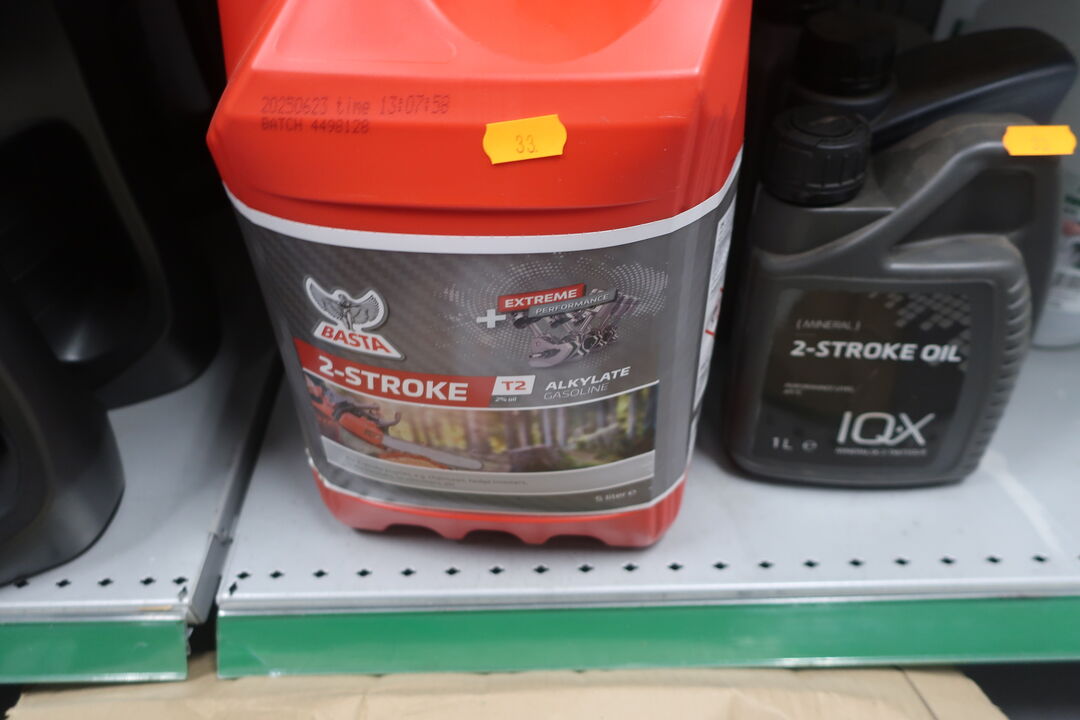 20250623 time 13:07:58
BATCH 4498128
33.
EXTREME
+ PERFORMANCE
BASTA
2-STROKE
T2
2% oil
ALKYLATE
GASOLINE
5 liter e
[MINERAL]
2-STROKE OIL
IQ-X
1L e